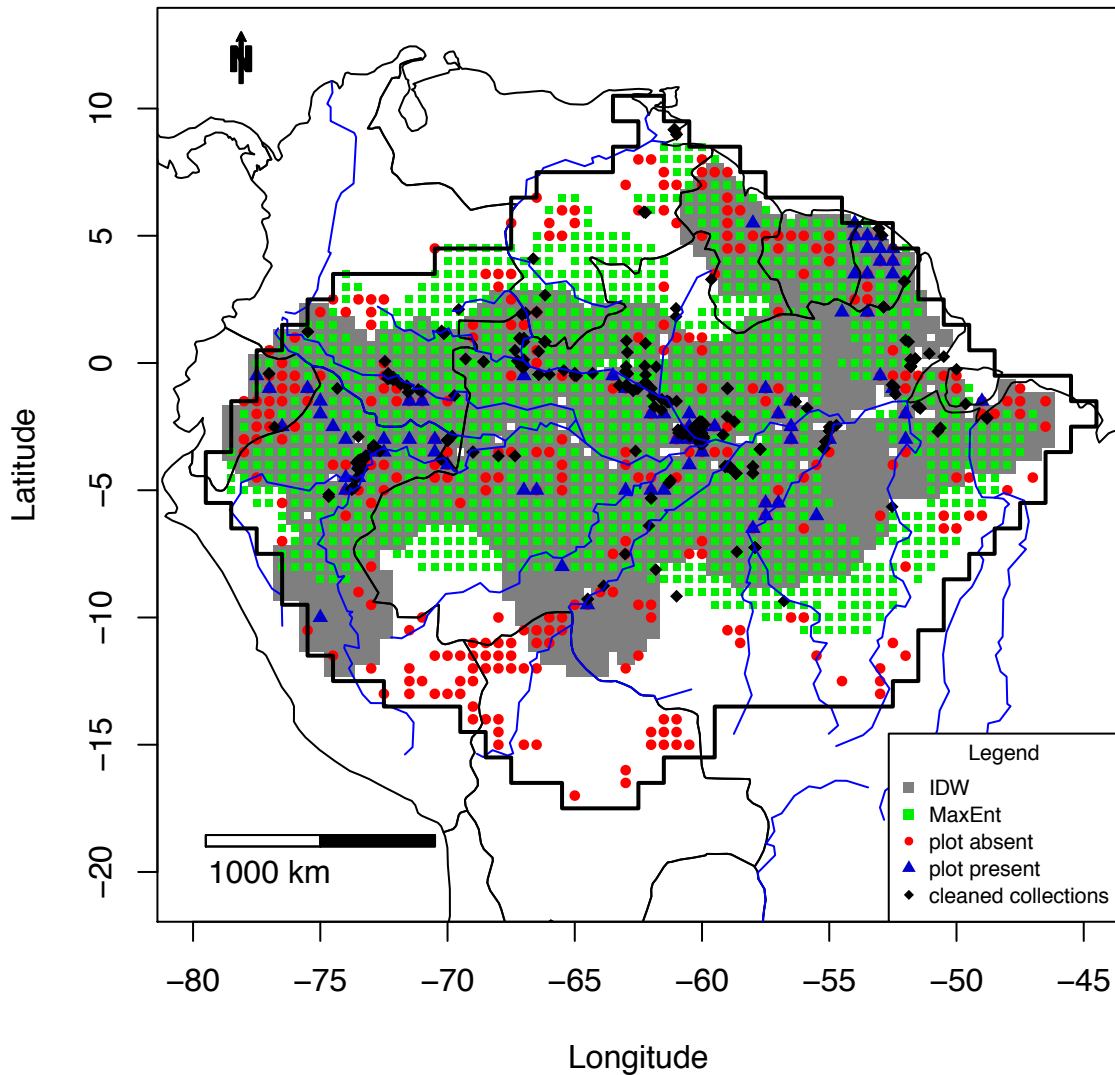 N
10
5
0
−5
−10
−15
−20
Latitude
1000 km
Legend
IDW
MaxEnt
plot absent
plot present
cleaned collections
−80 −75 −70 −65 −60 −55 −50 −45
Longitude